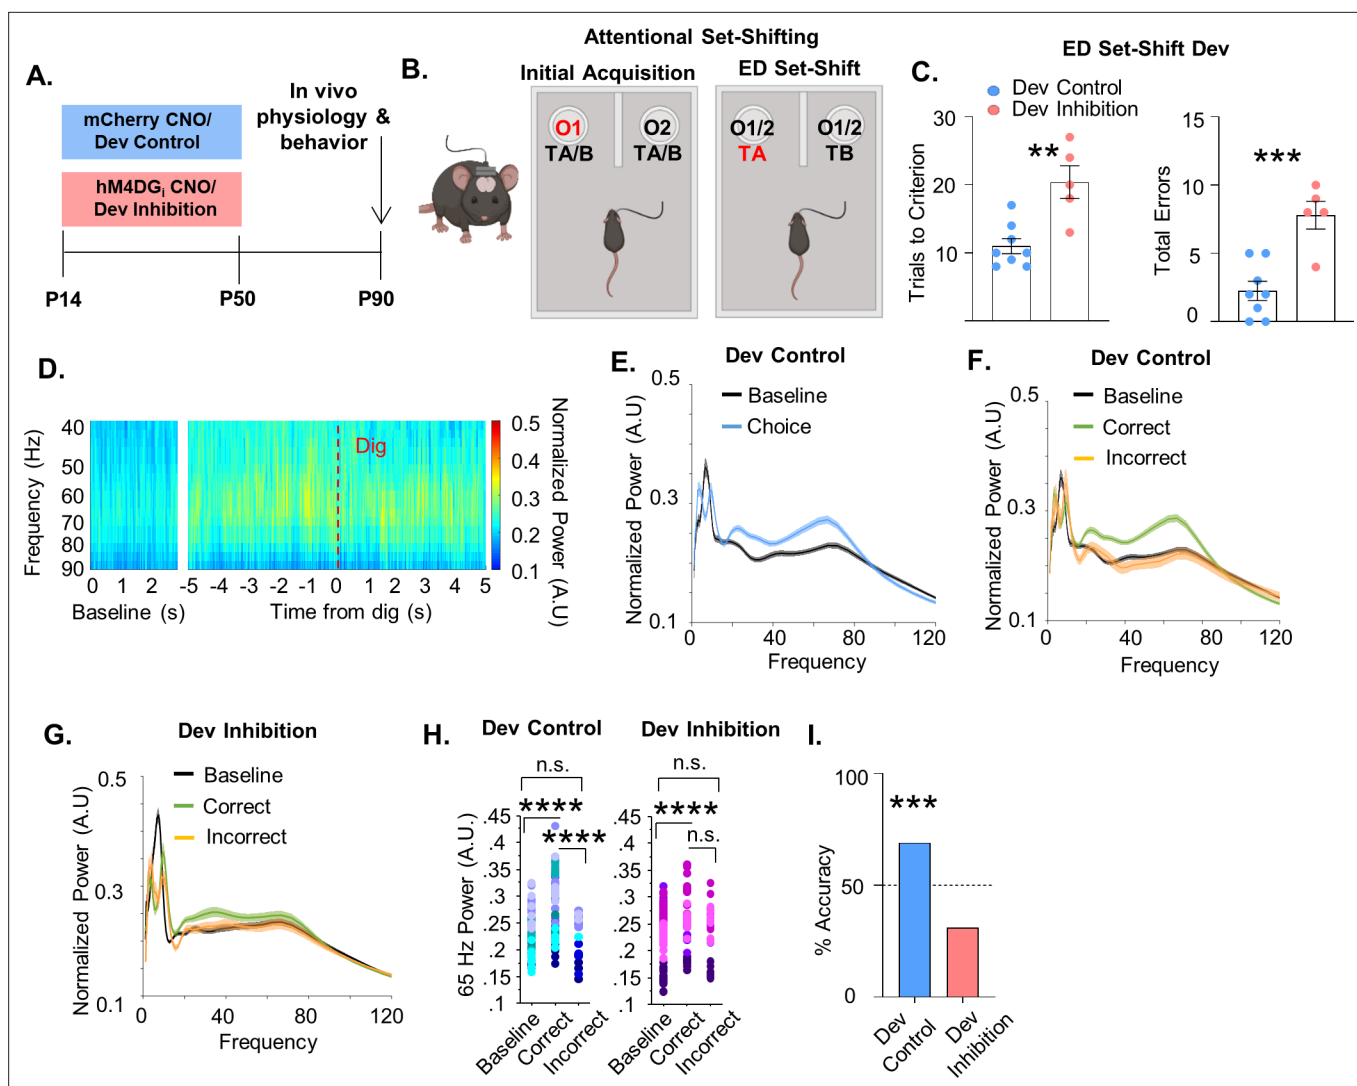 A.
mCherry CNO/
Dev Control
hM4DGi CNO/
Dev Inhibition
In vivo
physiology &
behavior
P14
P50
P90
B.
Attentional Set-Shifting
Initial Acquisition
ED Set-Shift
O1
TA/B
O2
TA/B
O1/2
TA
O1/2
TB
C.
ED Set-Shift Dev
Dev Control
Dev Inhibition
Trials to Criterion
30
20
10
**
Total Errors
15
10
5
0
***
D.
Frequency (Hz)
40
50
60
70
80
90
0 1 2
Baseline (s)
Dig
-5 -4 -3 -2 -1 0 1 2 3 4 5
Time from dig (s)
0.5
0.4
0.3
0.2
0.1
Normalized Power (A.U)
E.
Dev Control
Baseline
Choice
Normalized Power (A.U)
0.5
0.3
0.1
0 40 80 120
Frequency
F.
Dev Control
Baseline
Correct
Incorrect
Normalized Power (A.U)
0.5
0.3
0.1
0 40 80 120
Frequency
G.
Dev Inhibition
Baseline
Correct
Incorrect
Normalized Power (A.U)
0.5
0.3
0.1
0 40 80 120
Frequency
H.
Dev Control
n.s.
****
****
65 Hz Power (A.U.)
.45
.4
.35
.3
.25
.2
.15
.1
Baseline
Correct
Incorrect
Dev Inhibition
n.s.
****
n.s.
.45
.4
.35
.3
.25
.2
.15
.1
Baseline
Correct
Incorrect
I.
% Accuracy
100
50
0
***
Dev
Control
Dev
Inhibition